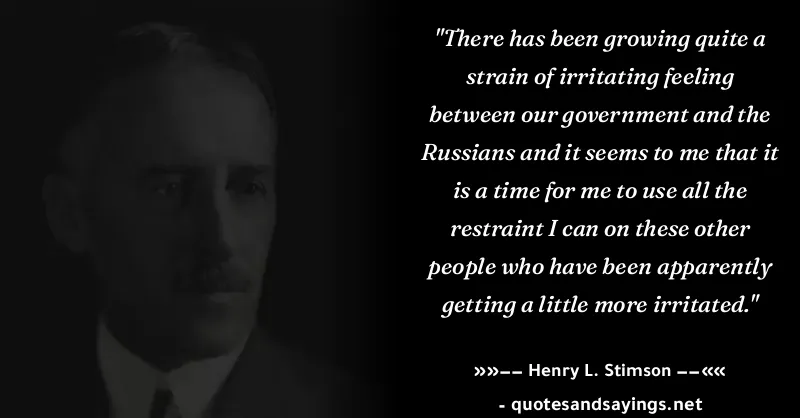 "There has been growing quite a
strain of irritating feeling
between our government and the
Russians and it seems to me that it
is a time for me to use all the
restraint I can on these other
people who have been apparently
getting a little more irritated."
»»–– Henry L. Stimson ––««
- quotesandsayings.net